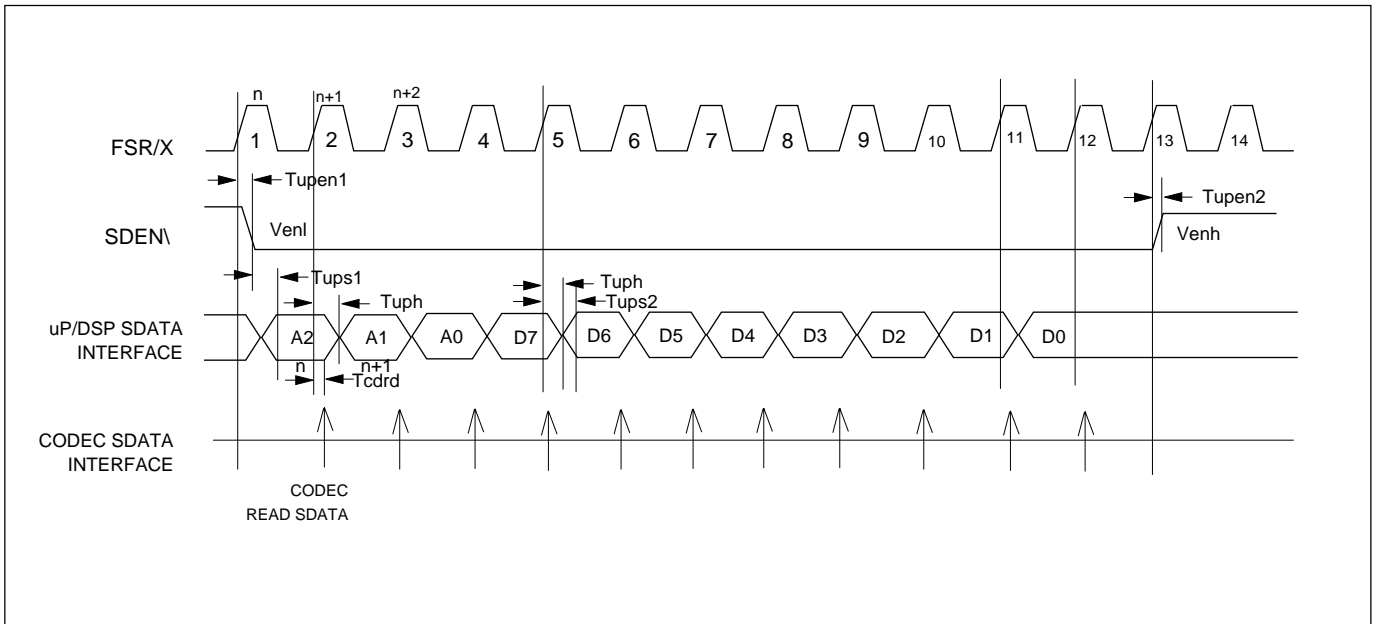 n n+1 n+2
FSR/X 1 2 3 4 5 6 7 8 9 10 11 12 13 14
Tupen1 Tupen2
SDEN\ Venl Venh
Tups1 Tuph
Tuph Tups2
uP/DSP SDATA
INTERFACE
A2 A1 A0 D7 D6 D5 D4 D3 D2 D1 D0
n n+1
Tcdrd
CODEC SDATA
INTERFACE
CODEC
READ SDATA